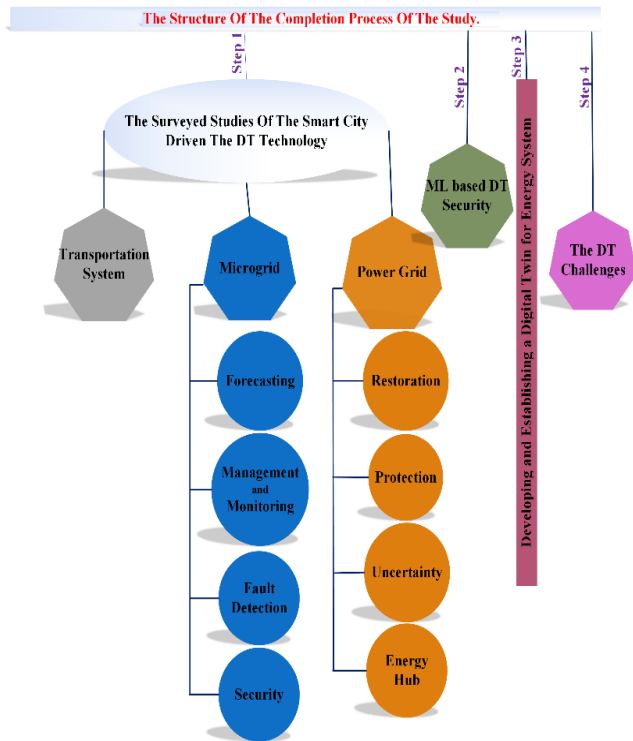 The Structure Of The Completion Process Of The Study.
Step 1
The Surveyed Studies Of The Smart City
Driven The DT Technology
Transportation
System
Microgrid
Forecasting
Management
and
Monitoring
Fault
Detection
Security
Power Grid
Restoration
Protection
Uncertainty
Energy
Hub
Step 2
ML based DT
Security
Step 3
Developing and Establishing a Digital Twin for Energy System
Step 4
The DT
Challenges